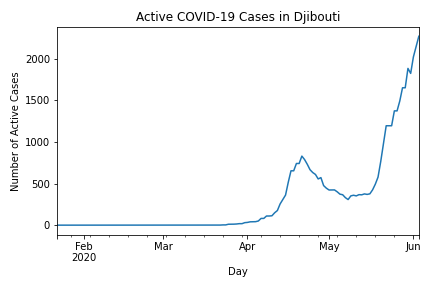 Active COVID-19 Cases in Djibouti
Number of Active Cases
2000
1500
1000
500
0
Feb
2020
Mar
Apr
May
Jun
Day